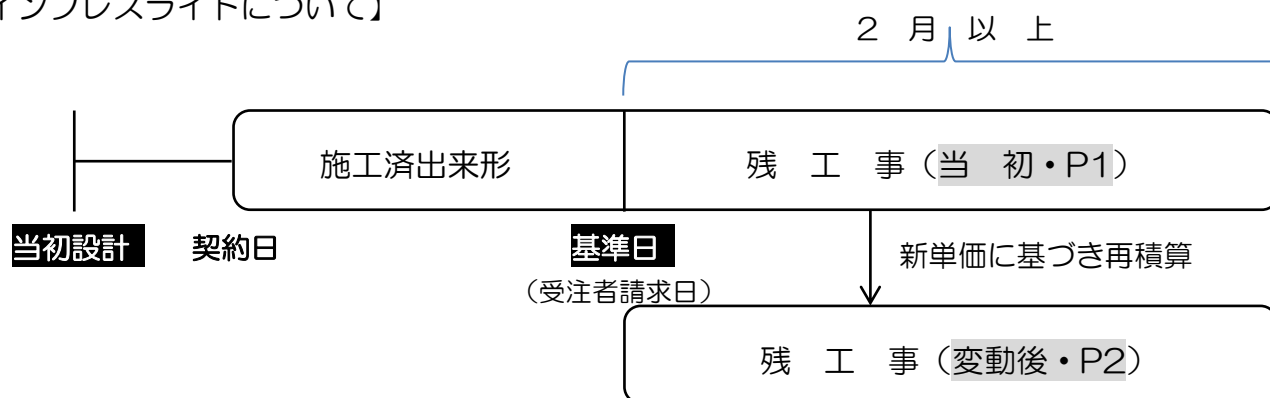 インフレスライドについて】
２　月　以　上
施工済出来形
残　工　事（当　初・P1）
当初設計
契約日
基準日
新単価に基づき再積算
（受注者請求日）
残　工　事（変動後・P2）